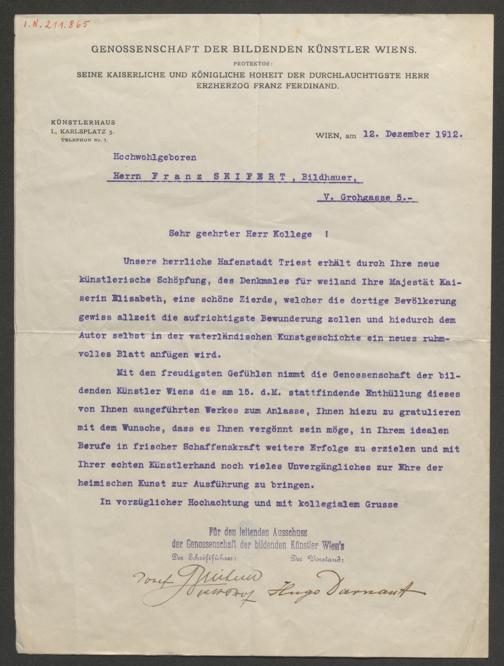 I.N. 211.865
GENOSSENSCHAFT DER BILDENDEN KÜNSTLER WIENS.
PROTEKTOR:
SEINE KAISERLICHE UND KÖNIGLICHE HOHEIT DER DURCHLAUCHTIGSTE HERR
ERZHERZOG FRANZ FERDINAND.
KÜNSTLERHAUS
I., KARLSPLATZ 5.
TELEPHON Nr. 7.
WIEN, am 12. Dezember 1912.
Hochwohlgeboren
Herrn Franz SEIFERT, Bildhauer,
V. Grohgasse 5.-
Sehr geehrter Herr Kollege !
Unsere herrliche Hafenstadt Triest erhält durch Ihre neue
künstlerische Schöpfung, des Denkmales für weiland Ihre Majestät Kai-
serin Elisabeth, eine schöne Zierde, welcher die dortige Bevölkerung
gewiss allzeit die aufrichtigste Bewunderung zollen und hiedurch dem
Autor selbst in der vaterländischen Kunstgeschichte ein neues ruhm-
volles Blatt anfügen wird.
Mit den freudigsten Gefühlen nimmt die Genossenschaft der bil-
denden Künstler Wiens die am 15. d.M. stattfindende Enthüllung dieses
von Ihnen ausgeführten Werkes zum Anlasse, Ihnen hiezu zu gratulieren
mit dem Wunsche, dass es Ihnen vergönnt sein möge, in Ihrem idealen
Berufe in frischer Schaffenskraft weitere Erfolge zu erzielen und mit
Ihrer echten Künstlerhand noch vieles Unvergängliches zur Ehre der
heimischen Kunst zur Ausführung zu bringen.
In vorzüglicher Hochachtung und mit kollegialem Grusse
Für den leitenden Ausschuss
der Genossenschaft der bildenden Künstler Wien's
Der Schriftführer: Der Vorstand:
Hugo Darnaut